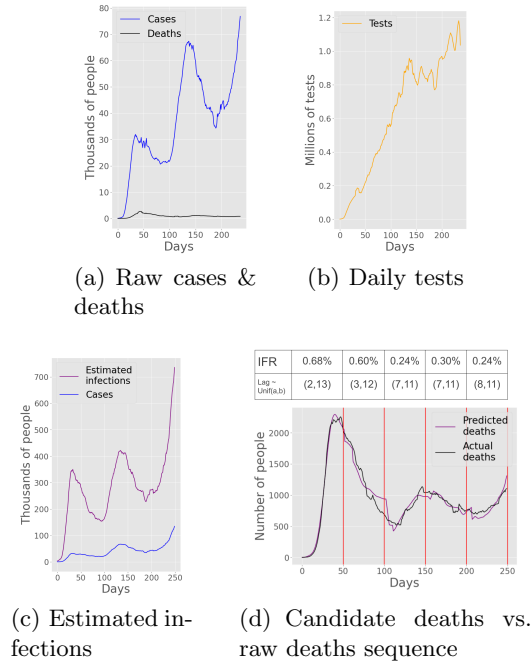 Cases
Deaths
Thousands of people
80
70
60
50
40
30
20
10
0
0 50 100 150 200
Days
(a) Raw cases &
deaths
Tests
Millions of tests
1.2
1.0
0.8
0.6
0.4
0.2
0.0
0 50 100 150 200
Days
(b) Daily tests
Estimated
infections
Cases
Thousands of people
700
600
500
400
300
200
100
0
0 50 100 150 200 250
Days
(c) Estimated in-
fections
IFR 0.68% 0.60% 0.24% 0.30% 0.24%
Lag ~
Unif(a,b) (2,13) (3,12) (7,11) (7,11) (8,11)
Predicted
deaths
Actual
deaths
Number of people
2000
1500
1000
500
0
0 50 100 150 200 250
Days
(d) Candidate deaths vs.
raw deaths sequence